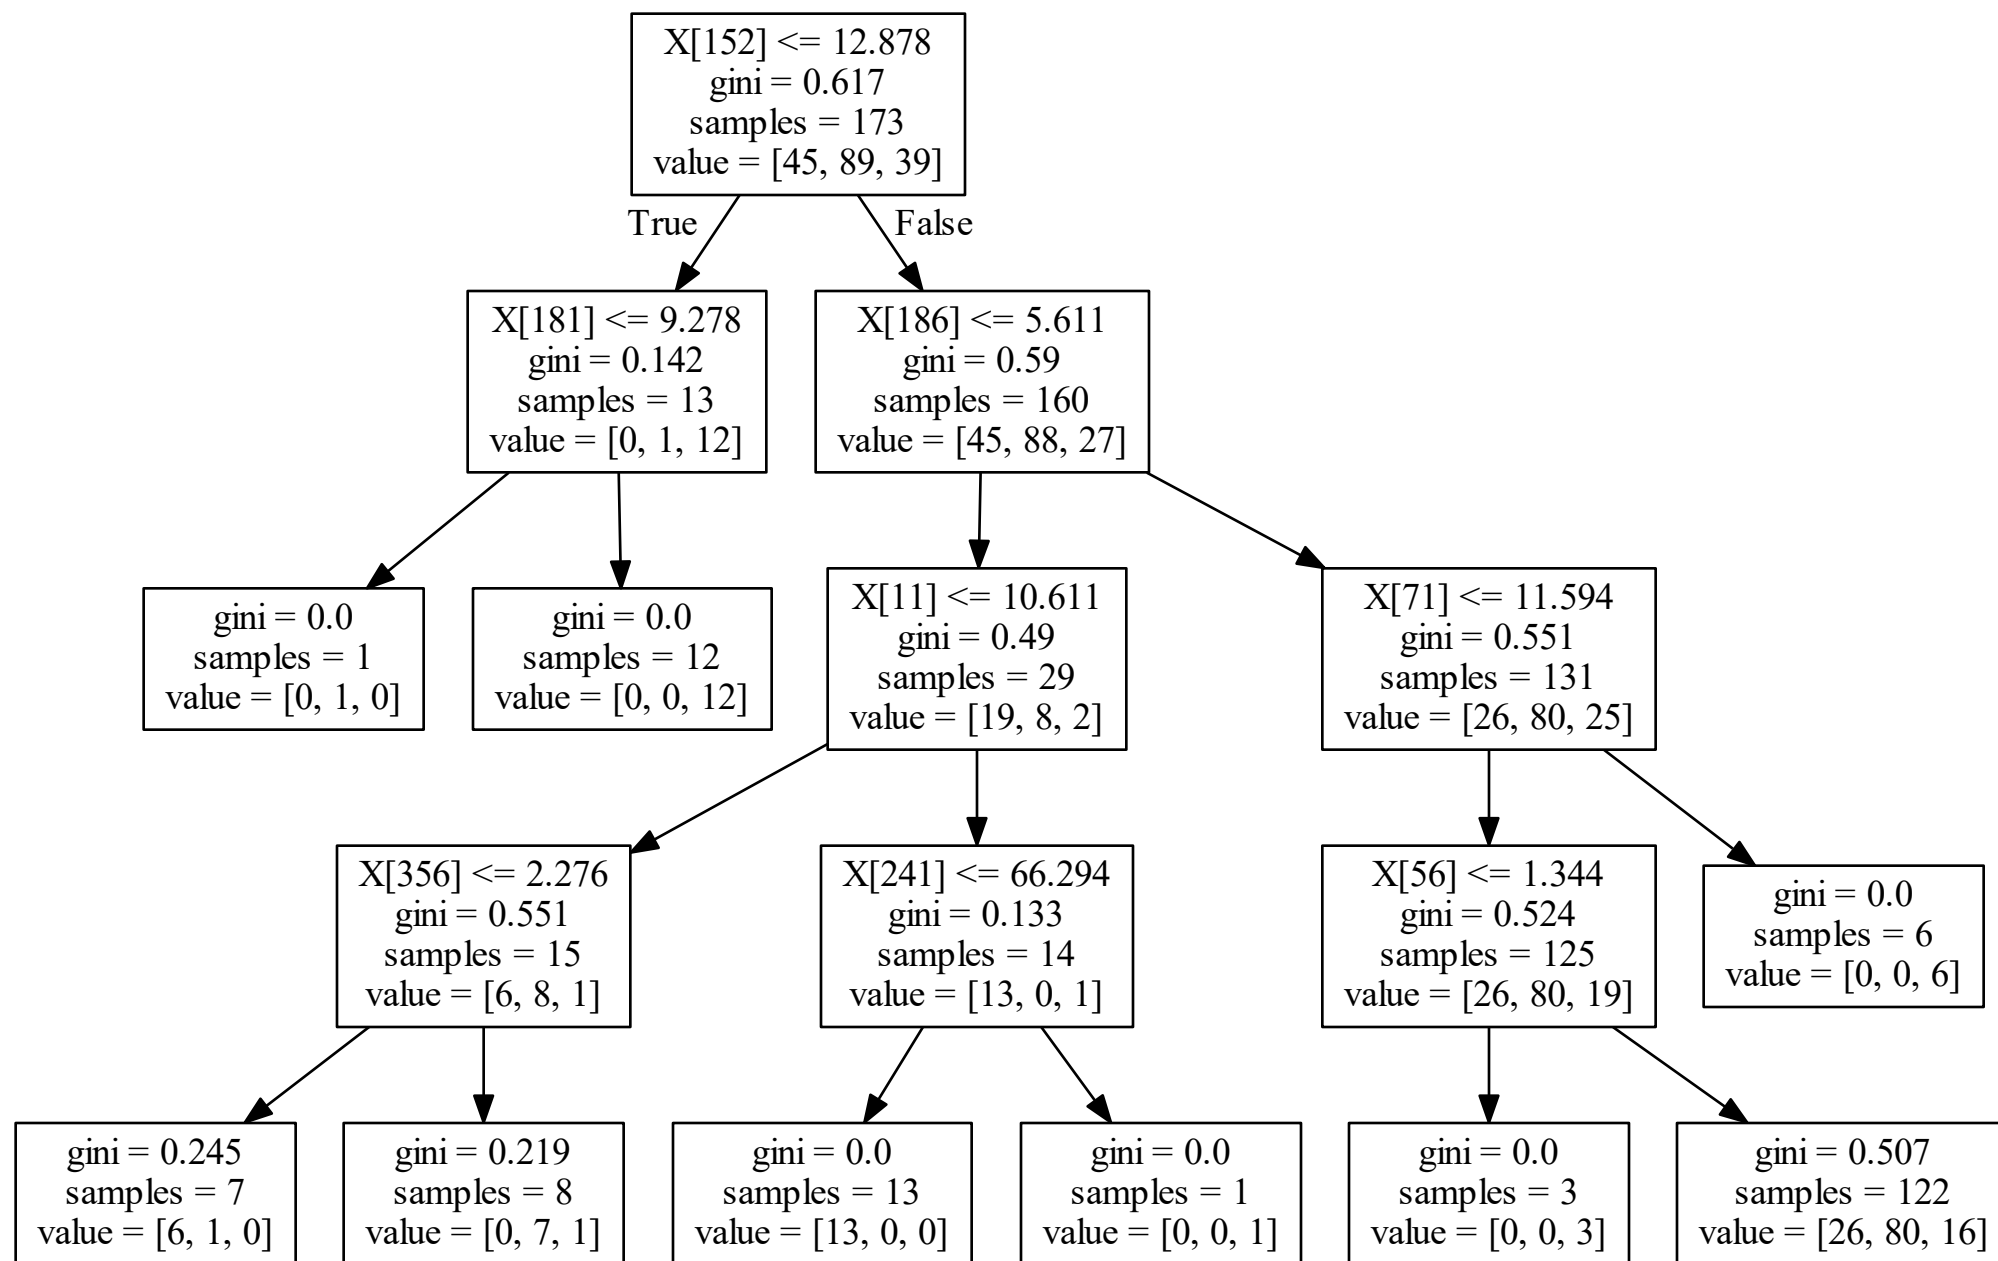 X[152] <= 12.878
gini = 0.617
samples = 173
value = [45, 89, 39]
True
False
X[181] <= 9.278
gini = 0.142
samples = 13
value = [0, 1, 12]
X[186] <= 5.611
gini = 0.59
samples = 160
value = [45, 88, 27]
gini = 0.0
samples = 1
value = [0, 1, 0]
gini = 0.0
samples = 12
value = [0, 0, 12]
X[11] <= 10.611
gini = 0.49
samples = 29
value = [19, 8, 2]
X[71] <= 11.594
gini = 0.551
samples = 131
value = [26, 80, 25]
X[356] <= 2.276
gini = 0.551
samples = 15
value = [6, 8, 1]
X[241] <= 66.294
gini = 0.133
samples = 14
value = [13, 0, 1]
X[56] <= 1.344
gini = 0.524
samples = 125
value = [26, 80, 19]
gini = 0.0
samples = 6
value = [0, 0, 6]
gini = 0.245
samples = 7
value = [6, 1, 0]
gini = 0.219
samples = 8
value = [0, 7, 1]
gini = 0.0
samples = 13
value = [13, 0, 0]
gini = 0.0
samples = 1
value = [0, 0, 1]
gini = 0.0
samples = 3
value = [0, 0, 3]
gini = 0.507
samples = 122
value = [26, 80, 16]